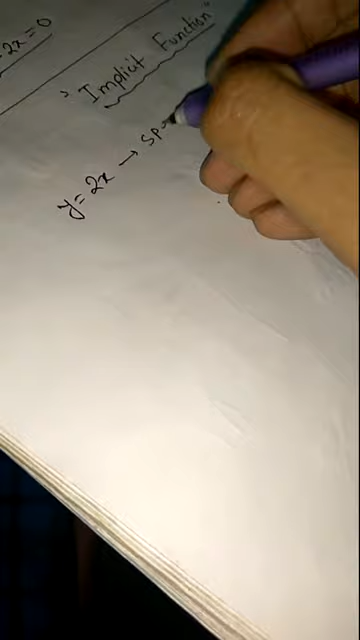 - 2x = 0
"Implicit Function"
y = 2x → sp